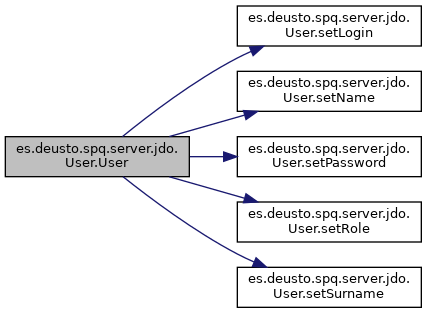 es.deusto.spq.server.jdo.
User.setLogin
es.deusto.spq.server.jdo.
User.setName
es.deusto.spq.server.jdo.
User.User
es.deusto.spq.server.jdo.
User.setPassword
es.deusto.spq.server.jdo.
User.setRole
es.deusto.spq.server.jdo.
User.setSurname